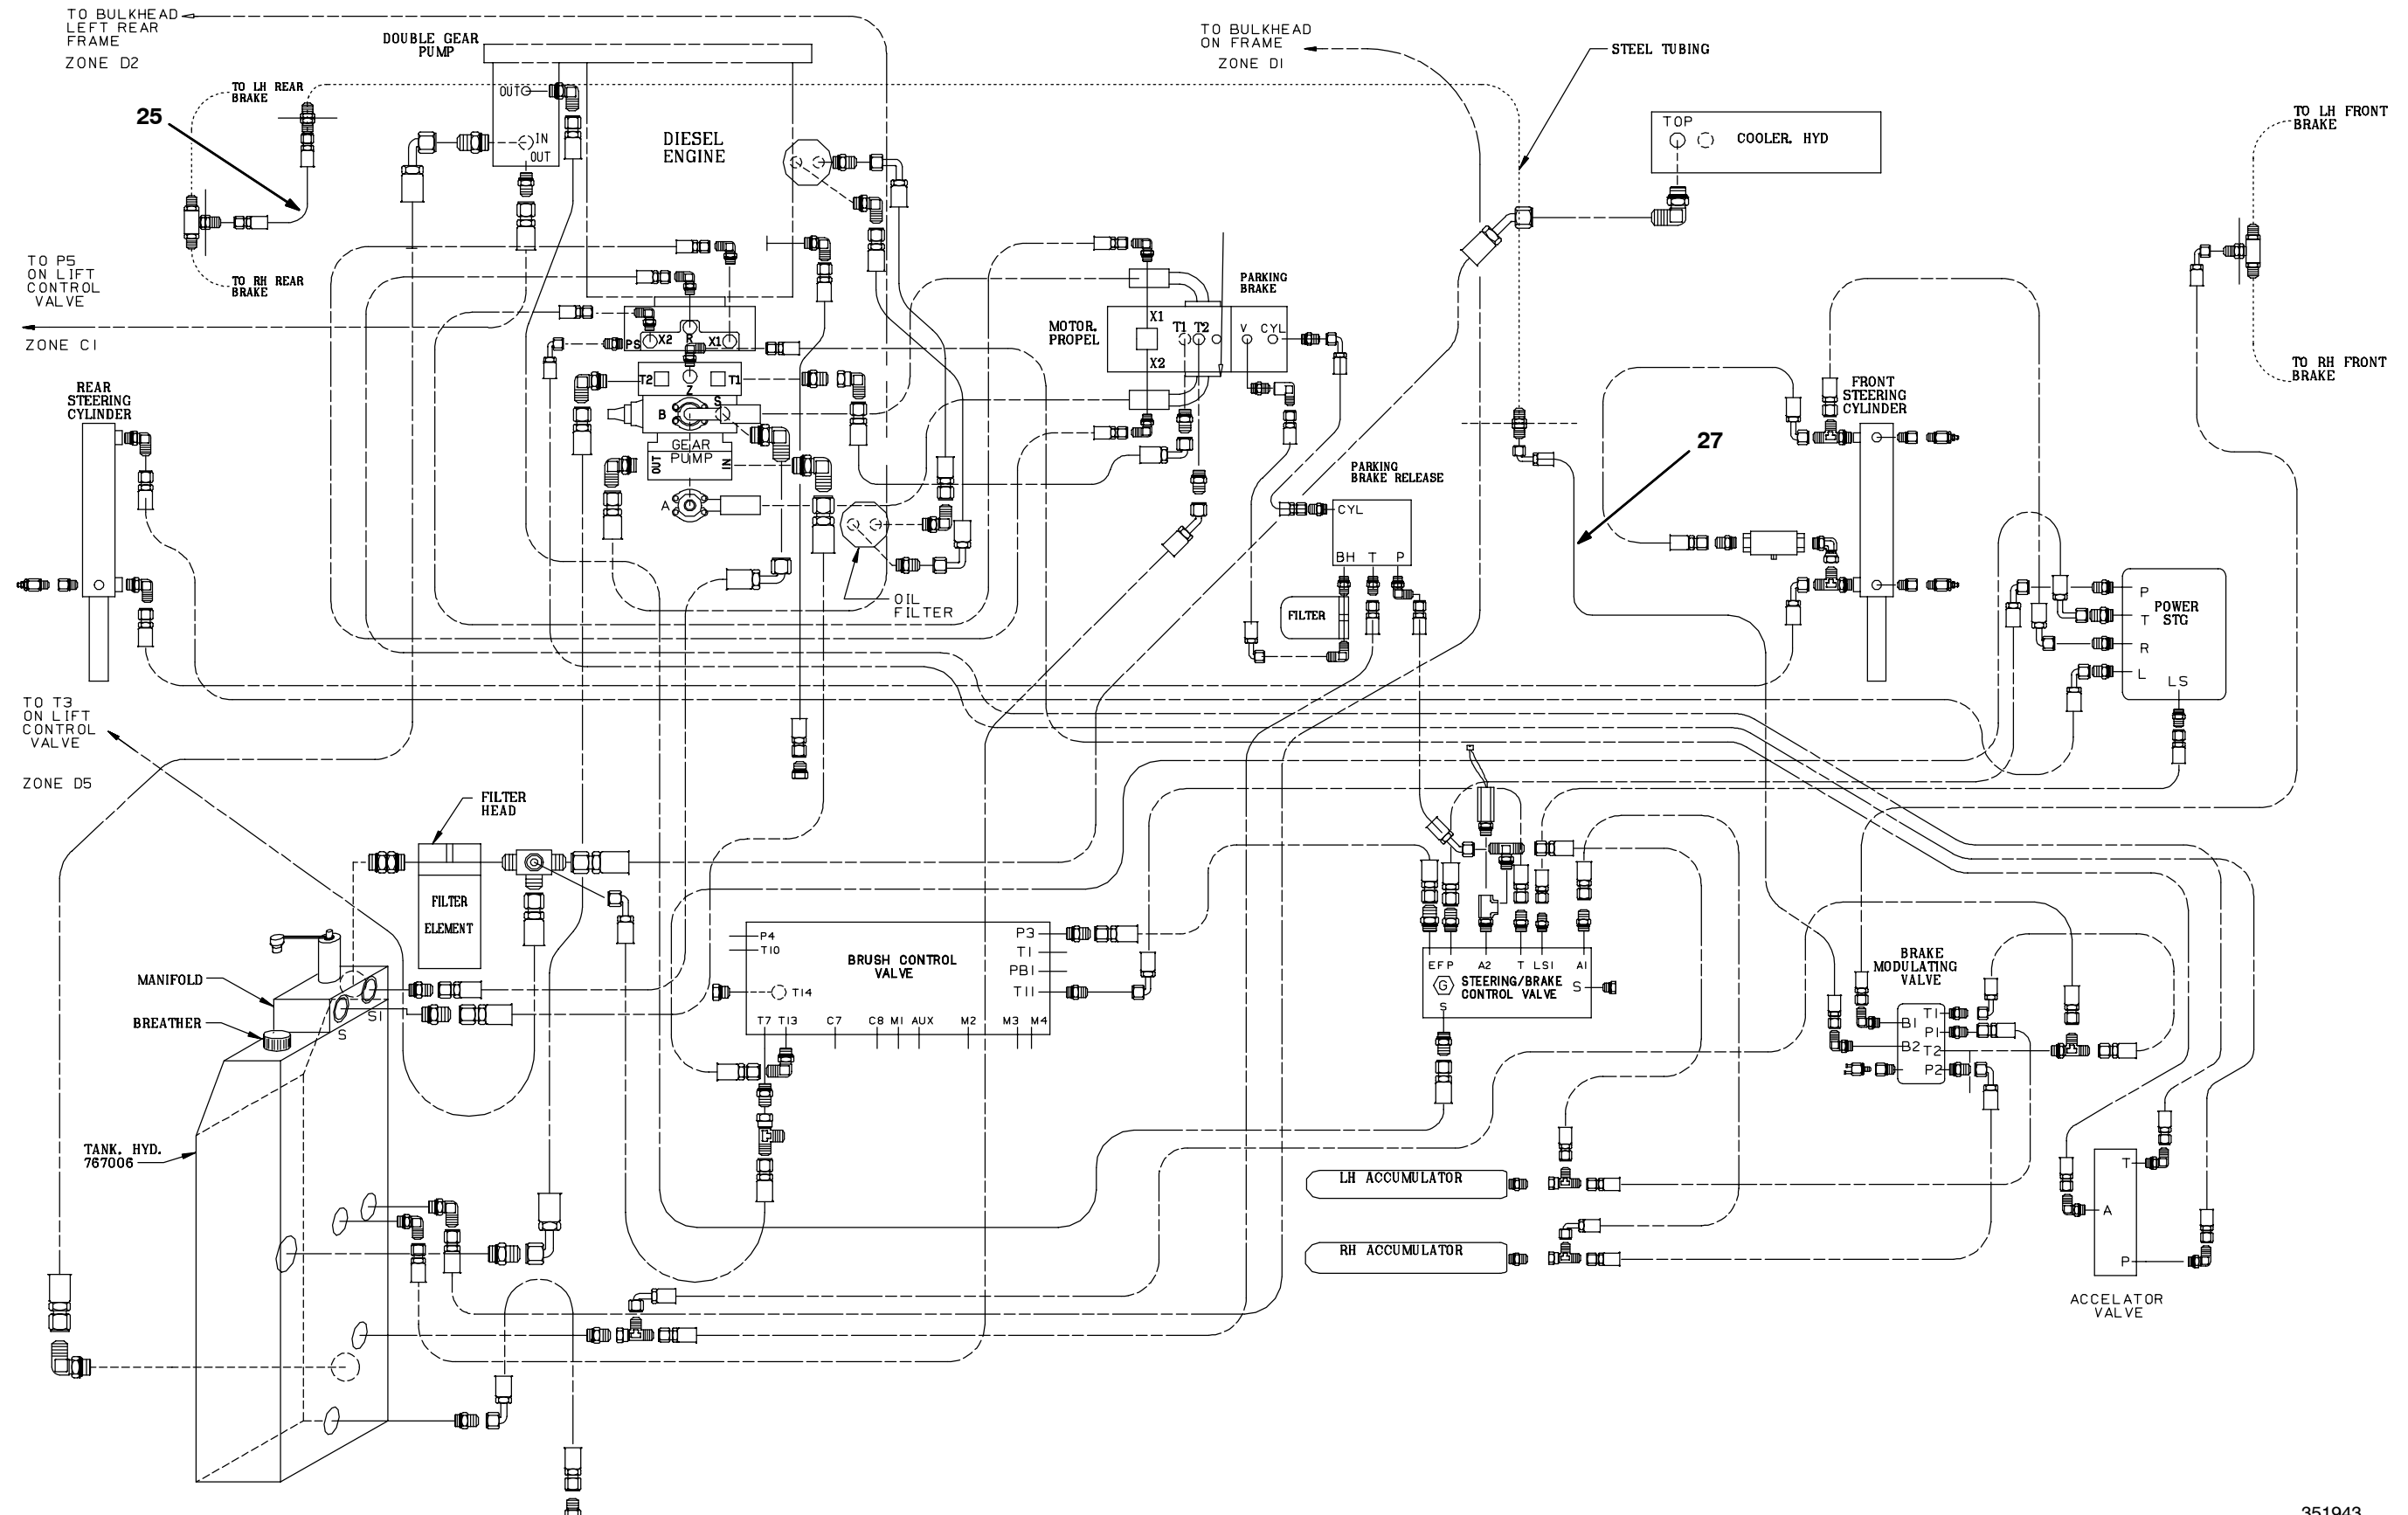 TO BULKHEAD
LEFT REAR
FRAME
ZONE D2
DOUBLE GEAR
PUMP
TO BULKHEAD
ON FRAME
ZONE D1
STEEL TUBING
TO LH REAR
BRAKE
25
OUT
IN
OUT
DIESEL
ENGINE
TOP
COOLER. HYD
TO LH FRONT
BRAKE
TO P5
ON LIFT
CONTROL
VALVE
TO RH REAR
BRAKE
ZONE C1
PARKING
BRAKE
MOTOR.
PROPEL
X1
T1
T2
V
CYL
X2
PS
X2
R
X1
T2
Z
T1
B
S
GEAR
PUMP
OUT
IN
A
REAR
STEERING
CYLINDER
FRONT
STEERING
CYLINDER
TO RH FRONT
BRAKE
27
PARKING
BRAKE RELEASE
CYL
BH
T
P
FILTER
OIL
FILTER
P
POWER
STG
T
R
L
LS
TO T3
ON LIFT
CONTROL
VALVE
ZONE D5
FILTER
HEAD
FILTER
ELEMENT
MANIFOLD
BREATHER
S1
S
TANK. HYD.
767006
P4
T10
BRUSH CONTROL
VALVE
P3
T1
PB1
T11
T14
T7
T13
C7
C8
M1
AUX
M2
M3
M4
EF
P
A2
T
LS1
A1
G
STEERING/BRAKE
CONTROL VALVE
S
S
BRAKE
MODULATING
VALVE
T1
B1
P1
B2
T2
P2
LH ACCUMULATOR
RH ACCUMULATOR
T
A
P
ACCELATOR
VALVE
351943